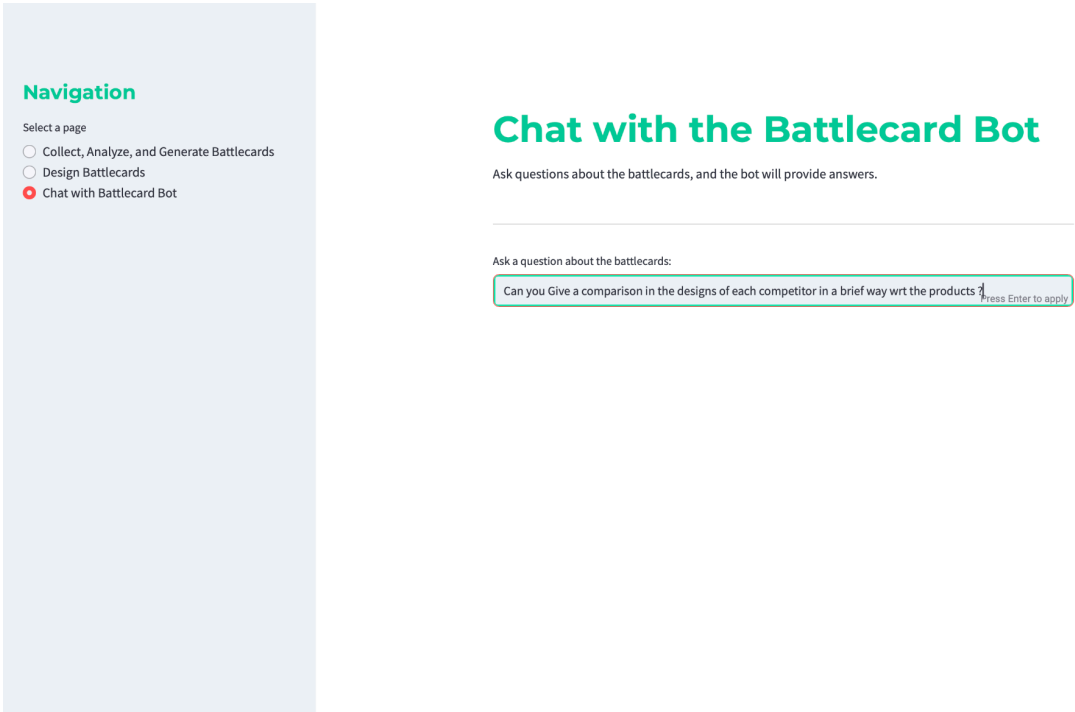 Navigation
Select a page
Collect, Analyze, and Generate Battlecards
Design Battlecards
Chat with Battlecard Bot
Chat with the Battlecard Bot
Ask questions about the battlecards, and the bot will provide answers.
Ask a question about the battlecards:
Can you Give a comparison in the designs of each competitor in a brief way wrt the products ?
Press Enter to apply